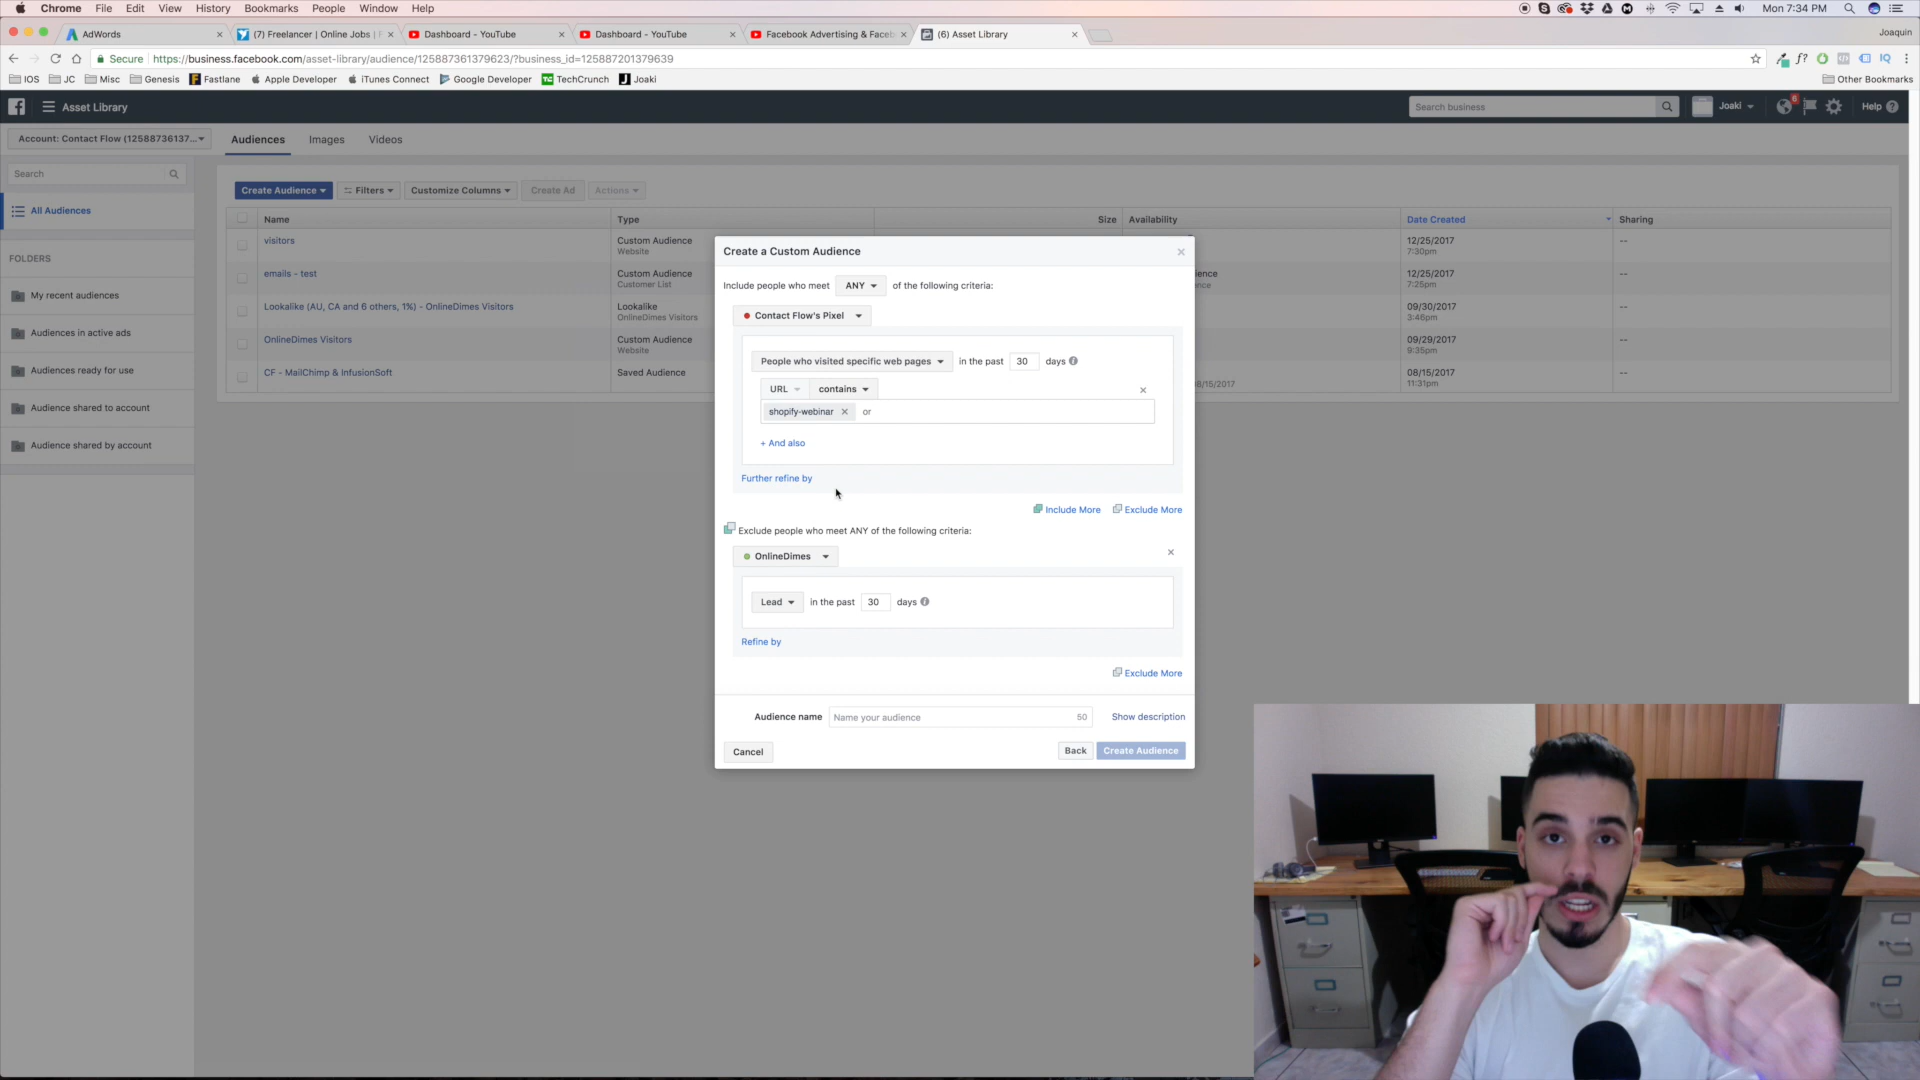 Chrome File Edit View History Bookmarks People Window Help Mon 7:34 PM
AdWords (7) Freelancer | Online Jobs | Dashboard - YouTube Dashboard - YouTube Facebook Advertising & Faceb (6) Asset Library Joaquin
Secure https://business.facebook.com/asset-library/audience/125887361379623/?business_id=125887201379639
IOS JC Misc Genesis Fastlane Apple Developer iTunes Connect Google Developer TechCrunch Joaki Other Bookmarks
Asset Library Search business Joaki 6 Help
Account: Contact Flow (12588736137... Audiences Images Videos
Search
Create Audience Filters Customize Columns Create Ad Actions
All Audiences
Name Type Size Availability Date Created Sharing
visitors Custom Audience 12/25/2017 --
Website 7:30pm
FOLDERS
emails - test Custom Audience 12/25/2017 --
Customer List 7:25pm
My recent audiences
Lookalike (AU, CA and 6 others, 1%) - OnlineDimes Visitors Lookalike 09/30/2017 --
OnlineDimes Visitors 3:46pm
Audiences in active ads
OnlineDimes Visitors Custom Audience 09/29/2017 --
Website 9:35pm
Audiences ready for use
CF - MailChimp & InfusionSoft Saved Audience 08/15/2017 --
11:31pm
Audience shared to account
Audience shared by account
Create a Custom Audience
Include people who meet ANY of the following criteria:
Contact Flow's Pixel
People who visited specific web pages in the past 30 days
URL contains
shopify-webinar or
+ And also
Further refine by
Include More Exclude More
Exclude people who meet ANY of the following criteria:
OnlineDimes
Lead in the past 30 days
Refine by
Exclude More
Audience name Name your audience 50 Show description
Cancel Back Create Audience